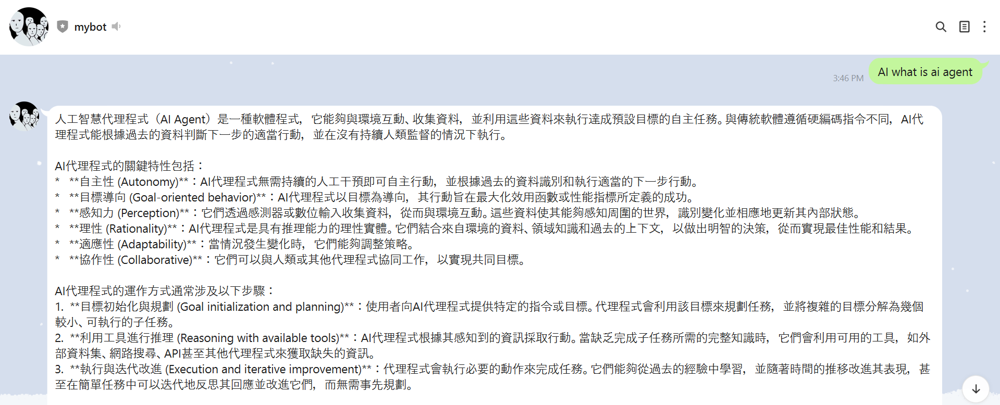 mybot
AI what is ai agent
3:46 PM
人工智慧代理程式（AI Agent）是一種軟體程式，它能夠與環境互動、收集資料，並利用這些資料來執行達成預設目標的自主任務。與傳統軟體遵循硬編碼指令不同，AI代
理程式能根據過去的資料判斷下一步的適當行動，並在沒有持續人類監督的情況下執行。
AI代理程式的關鍵特性包括：
* **自主性 (Autonomy)**：AI代理程式無需持續的人工干預即可自主行動，並根據過去的資料識別和執行適當的下一步行動。
* **目標導向 (Goal-oriented behavior)**：AI代理程式以目標為導向，其行動旨在最大化效用函數或性能指標所定義的成功。
* **感知力 (Perception)**：它們透過感測器或數位輸入收集資料，從而與環境互動。這些資料使其能夠感知周圍的世界，識別變化並相應地更新其內部狀態。
* **理性 (Rationality)**：AI代理程式是具有推理能力的理性實體。它們結合來自環境的資料、領域知識和過去的上下文，以做出明智的決策，從而實現最佳性能和結果。
* **適應性 (Adaptability)**：當情況發生變化時，它們能夠調整策略。
* **協作性 (Collaborative)**：它們可以與人類或其他代理程式協同工作，以實現共同目標。
AI代理程式的運作方式通常涉及以下步驟：
1. **目標初始化與規劃 (Goal initialization and planning)**：使用者向AI代理程式提供特定的指令或目標。代理程式會利用該目標來規劃任務，並將複雜的目標分解為幾個
較小、可執行的子任務。
2. **利用工具進行推理 (Reasoning with available tools)**：AI代理程式根據其感知到的資訊採取行動。當缺乏完成子任務所需的完整知識時，它們會利用可用的工具，如外
部資料集、網路搜尋、API甚至其他代理程式來獲取缺失的資訊。
3. **執行與迭代改進 (Execution and iterative improvement)**：代理程式會執行必要的動作來完成任務。它們能夠從過去的經驗中學習，並隨著時間的推移改進其表現，甚
至在簡單任務中可以迭代地反思其回應並改進它們，而無需事先規劃。